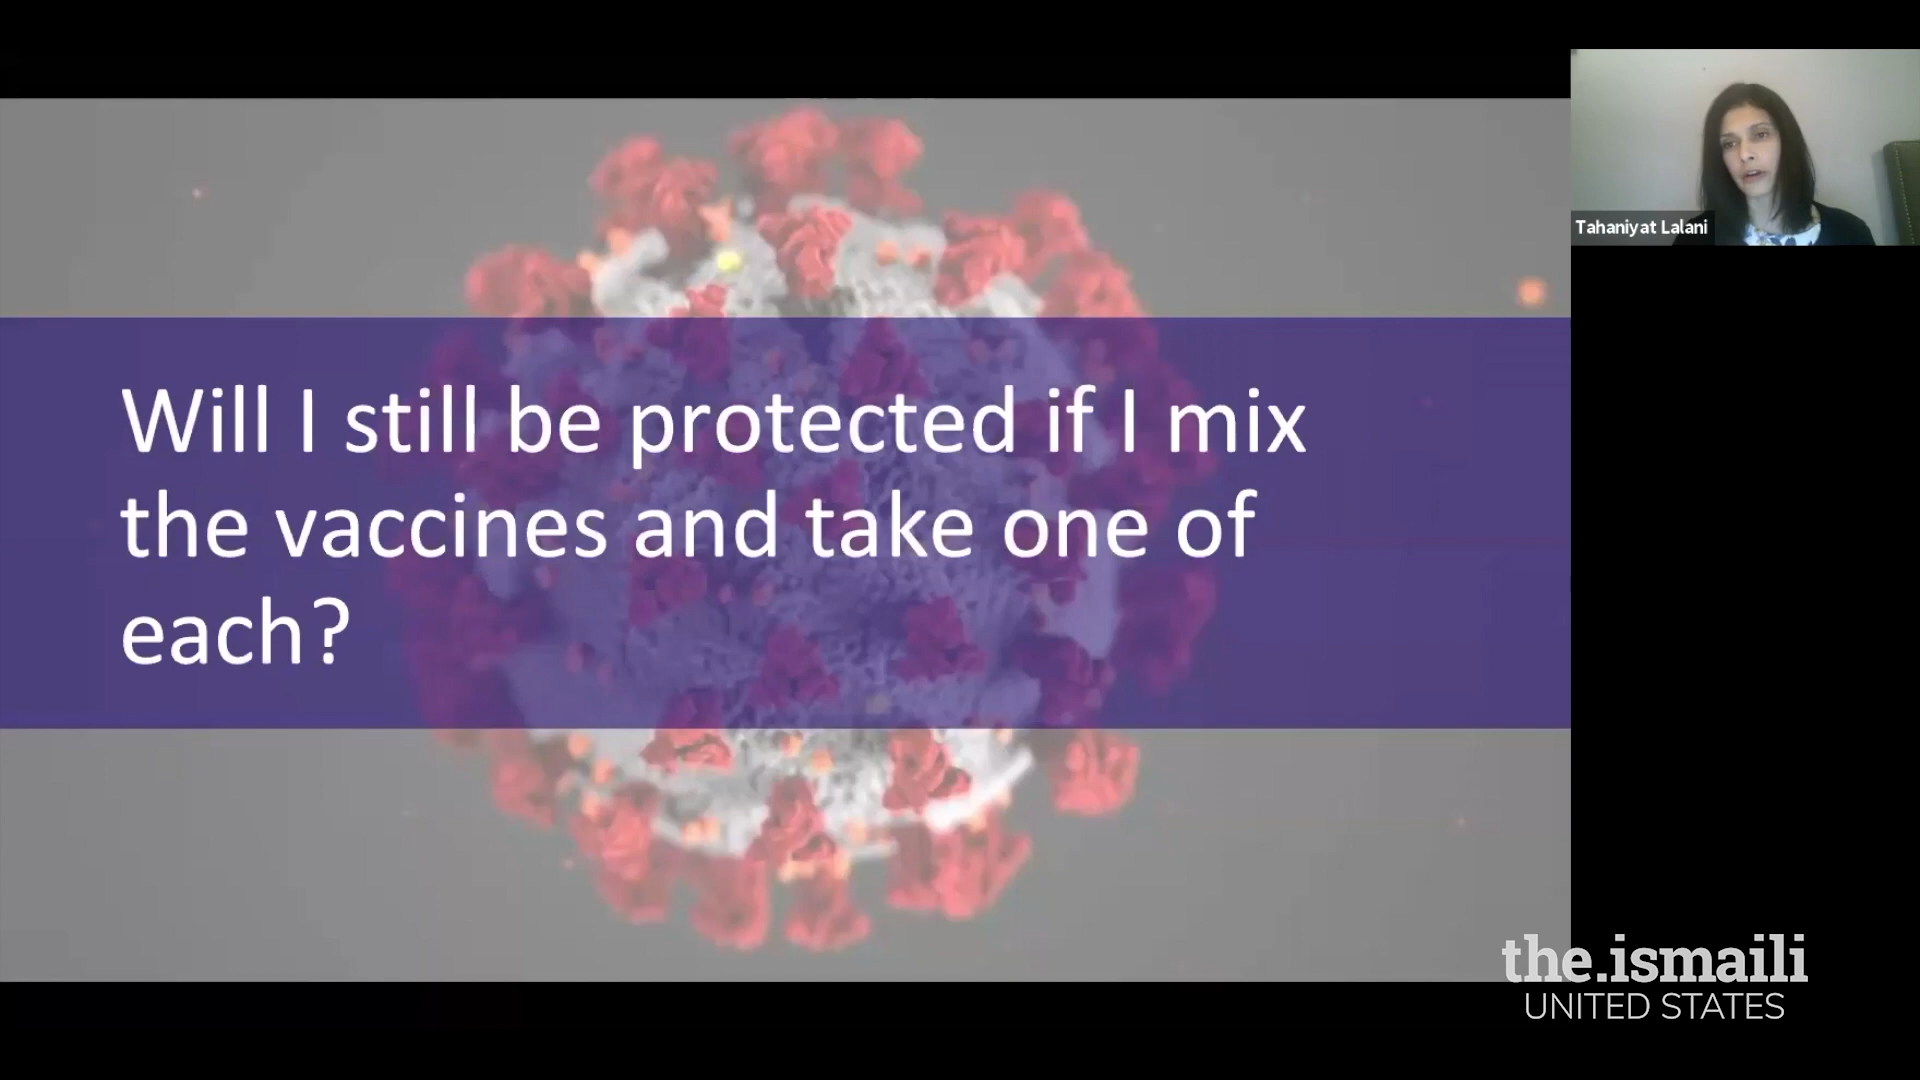 Will I still be protected if I mix
the vaccines and take one of
each?
Tahaniyat Lalani
the.ismaili
UNITED STATES